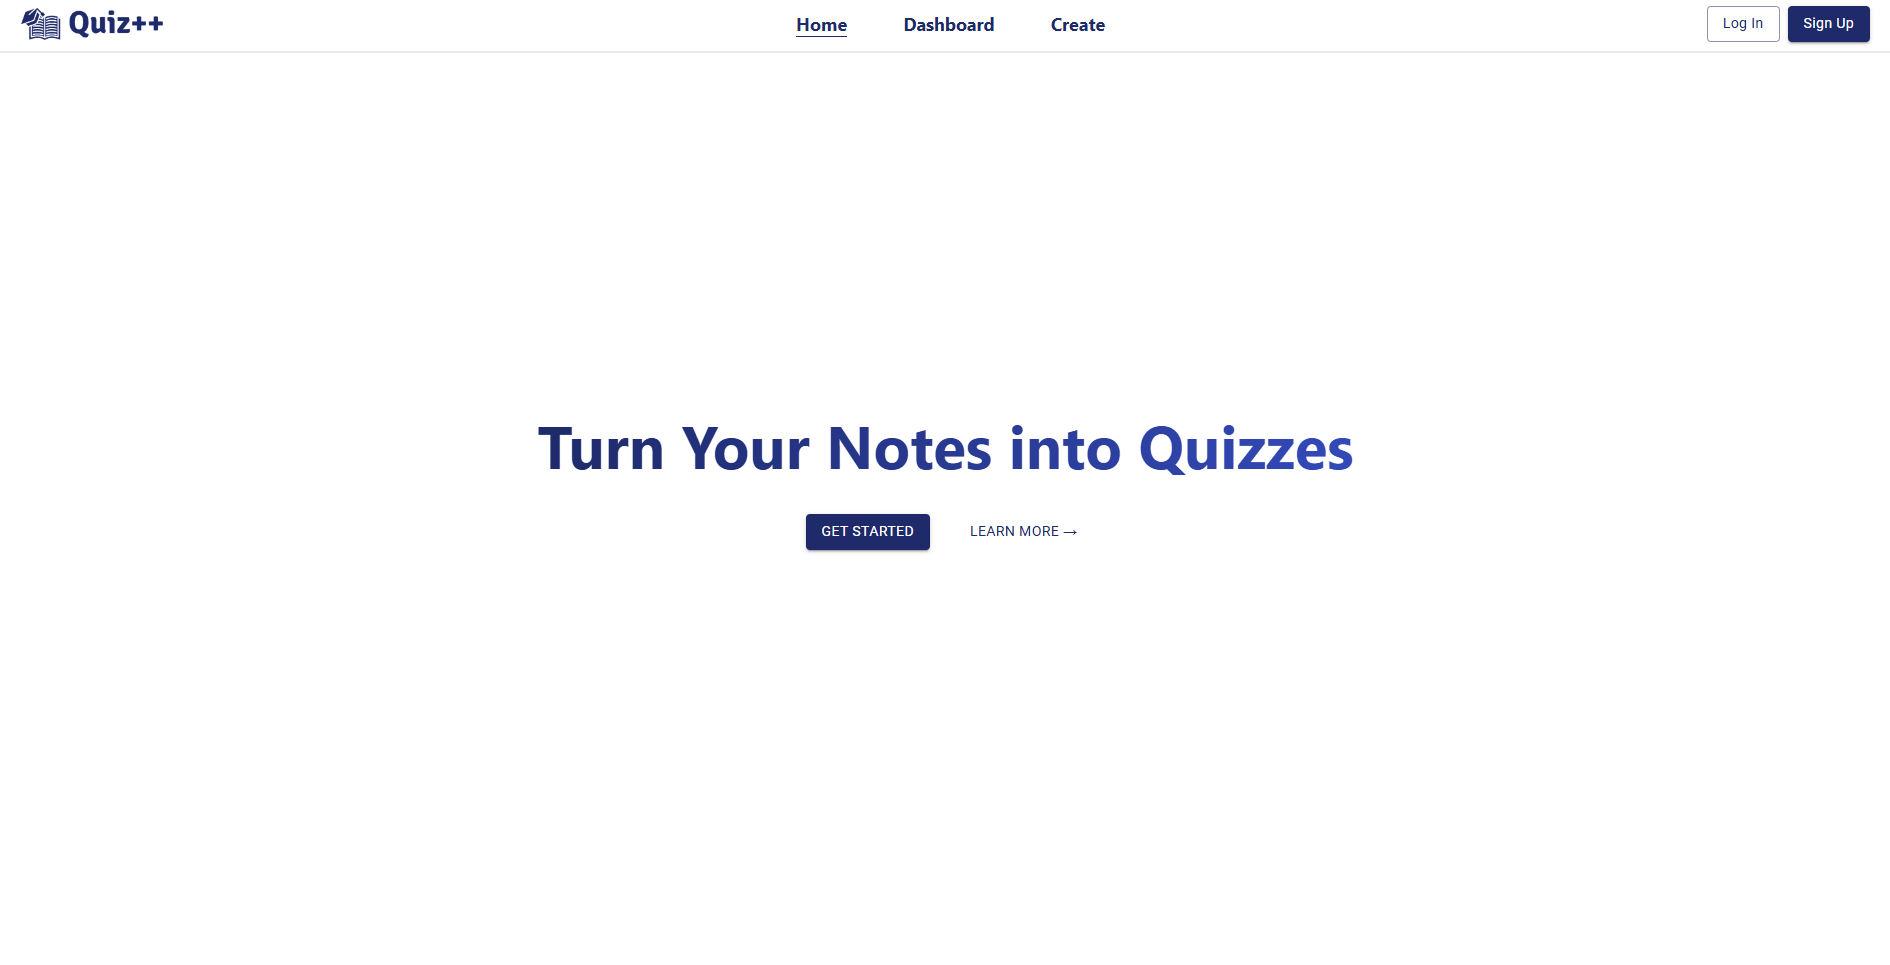 Quiz++
Home Dashboard Create
Log In Sign Up
Turn Your Notes into Quizzes
GET STARTED LEARN MORE →